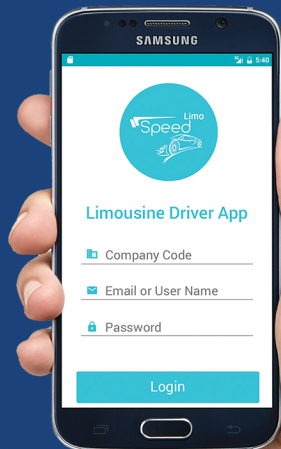 SAMSUNG
5:40
Limo
Speed
Limousine Driver App
Company Code
Email or User Name
Password
Login